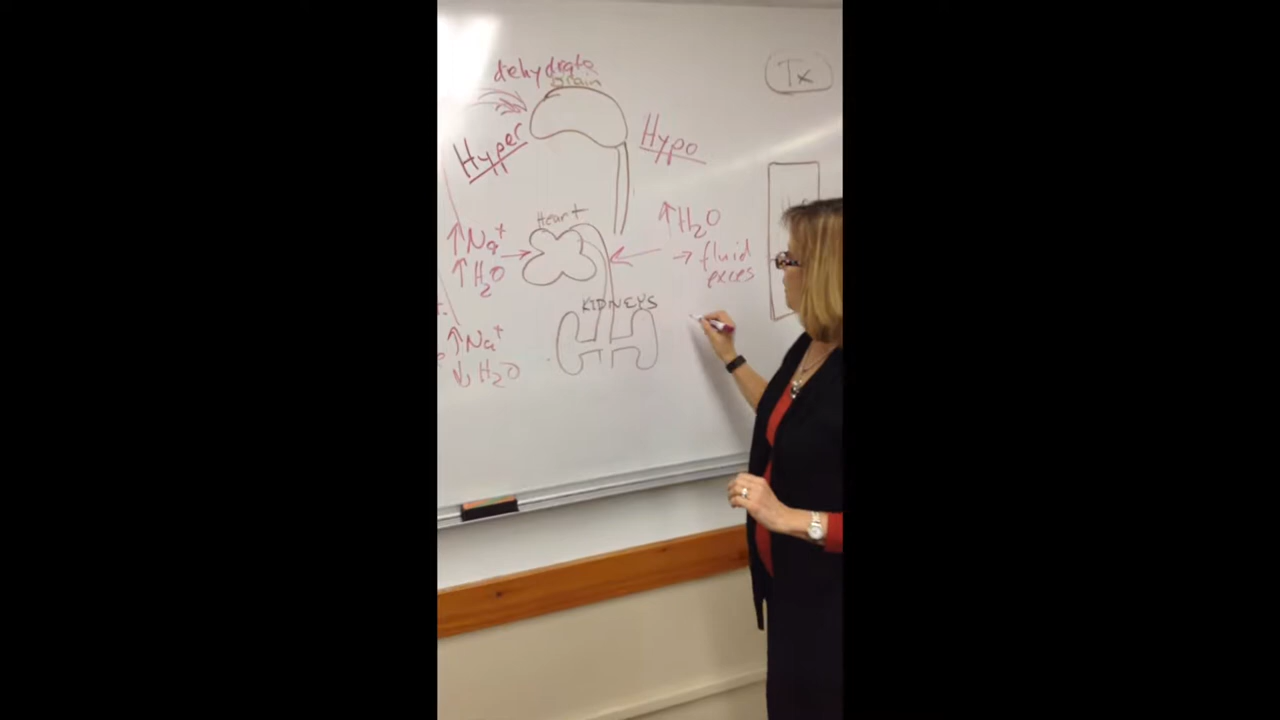 dehydrate
Brain
Tx
Hyper
Hypo
Heart
↑Na+
↑H2O
↑H2O
→ fluid
exces
KIDNEYS
↑Na+
↓H2O